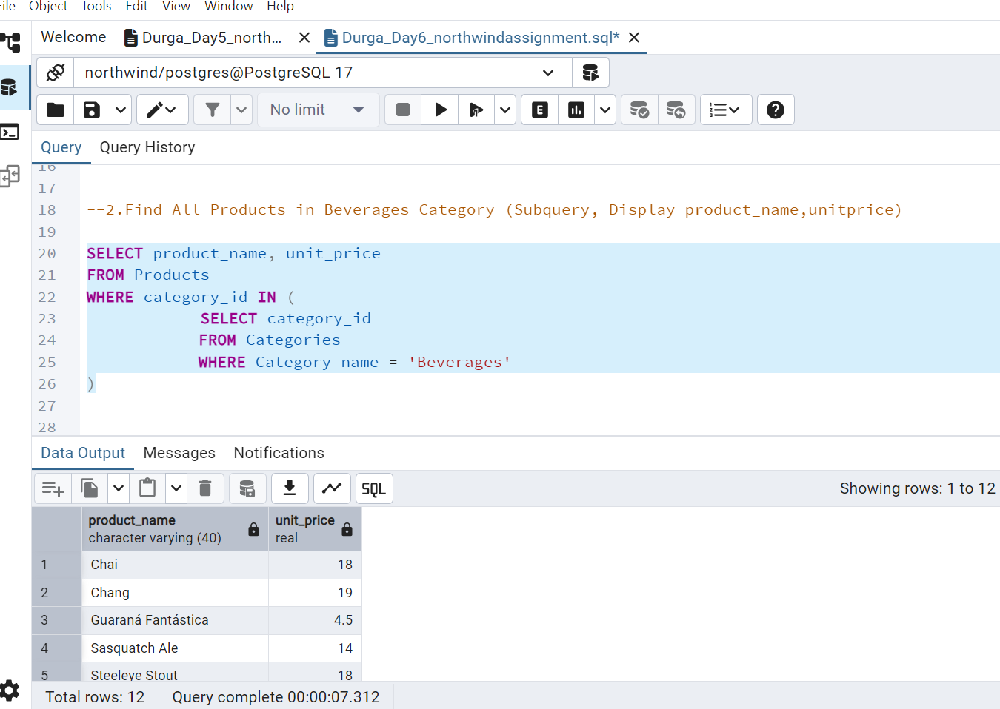 File Object Tools Edit View Window Help
Welcome Durga_Day5_north... Durga_Day6_northwindassignment.sql*
northwind/postgres@PostgreSQL 17
No limit
E
Query Query History
16
17
18 --2.Find All Products in Beverages Category (Subquery, Display product_name,unitprice)
19
20 SELECT product_name, unit_price
21 FROM Products
22 WHERE category_id IN (
23 SELECT category_id
24 FROM Categories
25 WHERE Category_name = 'Beverages'
26 )
27
28
Data Output Messages Notifications
SQL Showing rows: 1 to 12
product_name unit_price
character varying (40) real
1 Chai 18
2 Chang 19
3 Guaraná Fantástica 4.5
4 Sasquatch Ale 14
5 Steeleye Stout 18
Total rows: 12 Query complete 00:00:07.312